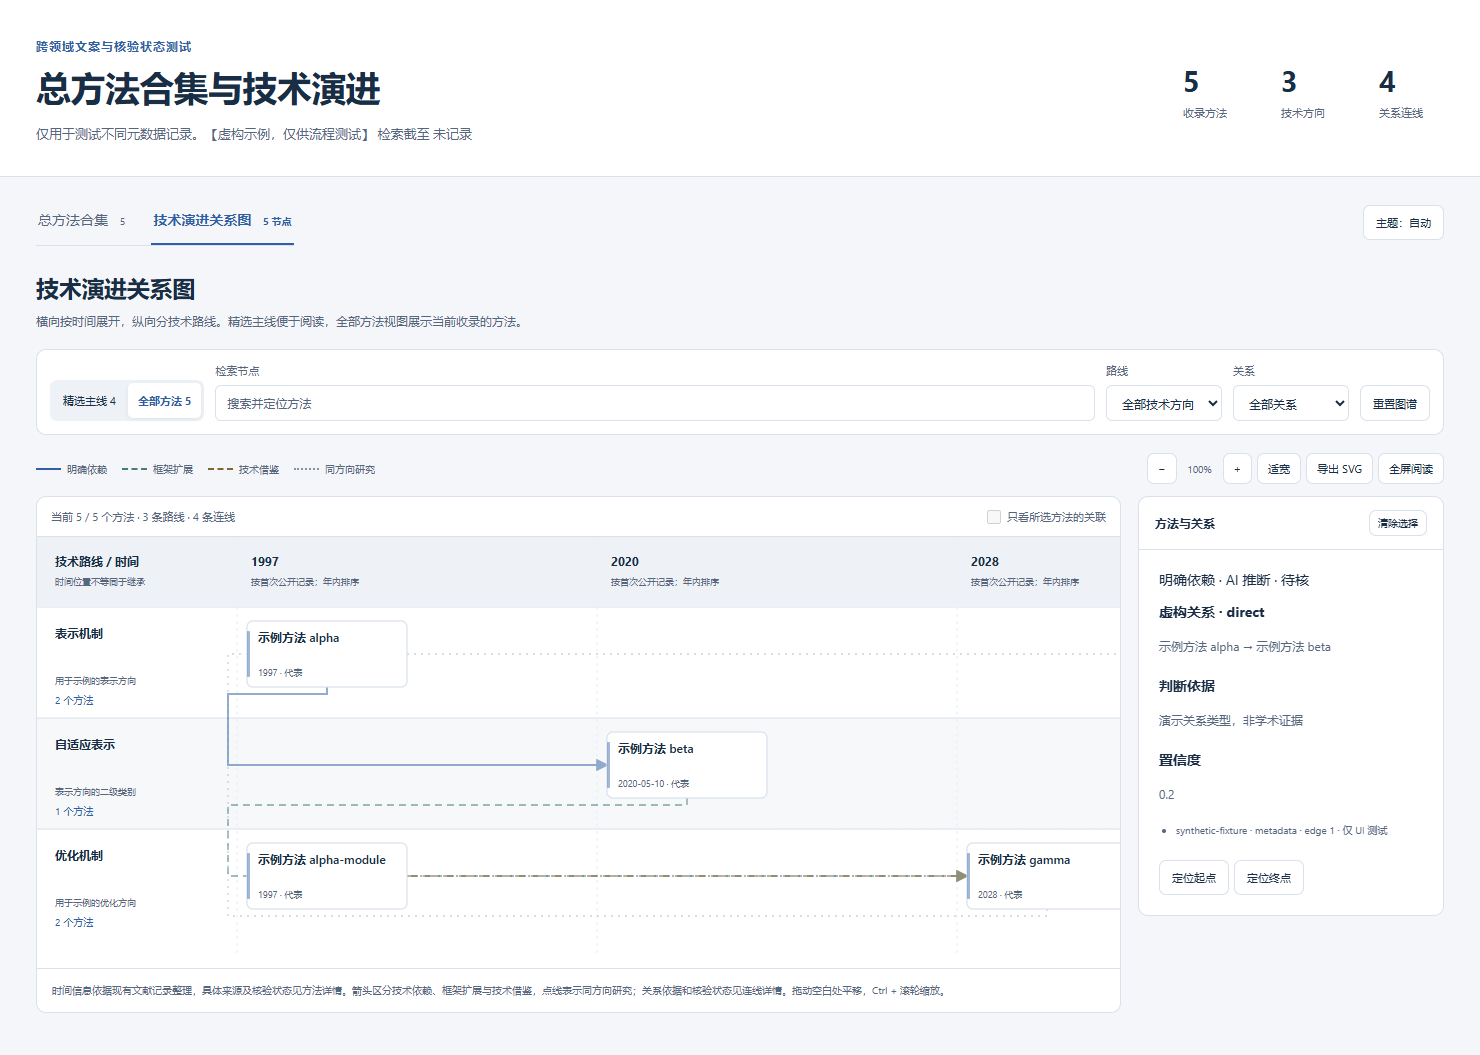 跨领域文案与核验状态测试
总方法合集与技术演进
仅用于测试不同元数据记录。【虚构示例，仅供流程测试】 检索截至 未记录
5
收录方法
3
技术方向
4
关系连线
总方法合集 5
技术演进关系图 5 节点
主题：自动
技术演进关系图
横向按时间展开，纵向分技术路线。精选主线便于阅读，全部方法视图展示当前收录的方法。
精选主线 4
全部方法 5
检索节点
搜索并定位方法
路线
全部技术方向
关系
全部关系
重置图谱
明确依赖
框架扩展
技术借鉴
同方向研究
−
100%
+
适宽
导出 SVG
全屏阅读
当前 5 / 5 个方法 · 3 条路线 · 4 条连线
只看所选方法的关联
技术路线 / 时间
时间位置不等同于继承
1997
按首次公开记录；年内排序
2020
按首次公开记录；年内排序
2028
按首次公开记录；年内排序
表示机制
用于示例的表示方向
2 个方法
示例方法 alpha
1997 · 代表
自适应表示
表示方向的二级类别
1 个方法
示例方法 beta
2020-05-10 · 代表
优化机制
用于示例的优化方向
2 个方法
示例方法 alpha-module
1997 · 代表
示例方法 gamma
2028 · 代表
时间信息依据现有文献记录整理，具体来源及核验状态见方法详情。箭头区分技术依赖、框架扩展与技术借鉴，点线表示同方向研究；关系依据和核验状态见连线详情。拖动空白处平移，Ctrl + 滚轮缩放。
方法与关系
清除选择
明确依赖 · AI 推断 · 待核
虚构关系 · direct
示例方法 alpha → 示例方法 beta
判断依据
演示关系类型，非学术证据
置信度
0.2
synthetic-fixture · metadata · edge 1 · 仅 UI 测试
定位起点
定位终点